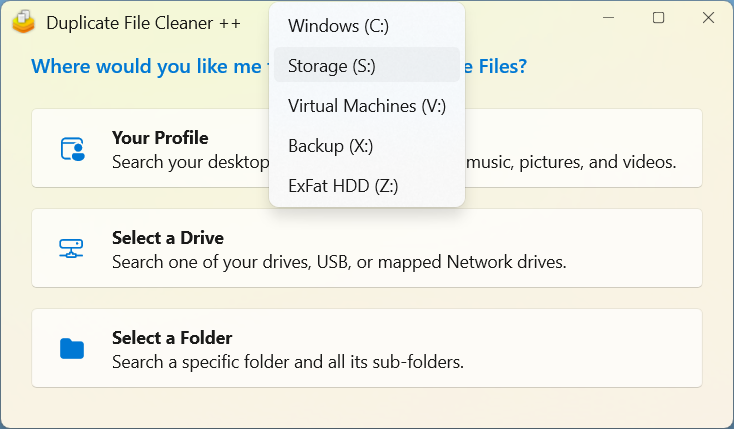 Duplicate File Cleaner ++
Windows (C:)
Storage (S:)
Virtual Machines (V:)
Backup (X:)
ExFat HDD (Z:)
Where would you like me Files?
Your Profile
Search your desktop music, pictures, and videos.
Select a Drive
Search one of your drives, USB, or mapped Network drives.
Select a Folder
Search a specific folder and all its sub-folders.